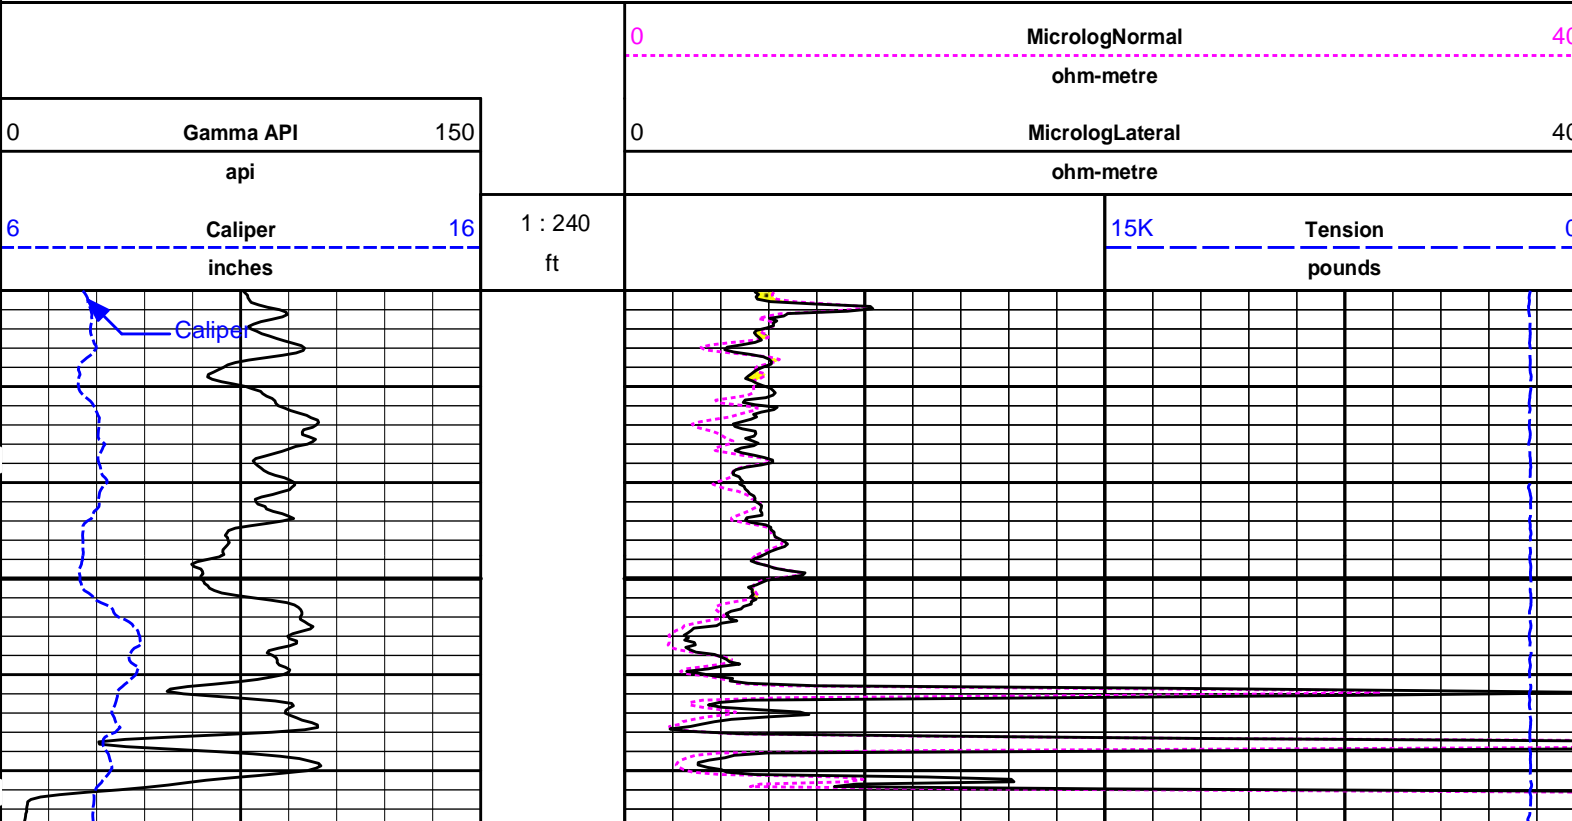 0 MicrologNormal 40
ohm-metre
0 Gamma API 150
0 MicrologLateral 40
api
ohm-metre
6 Caliper 16
1 : 240
15K Tension 0
inches
ft
pounds
Caliper